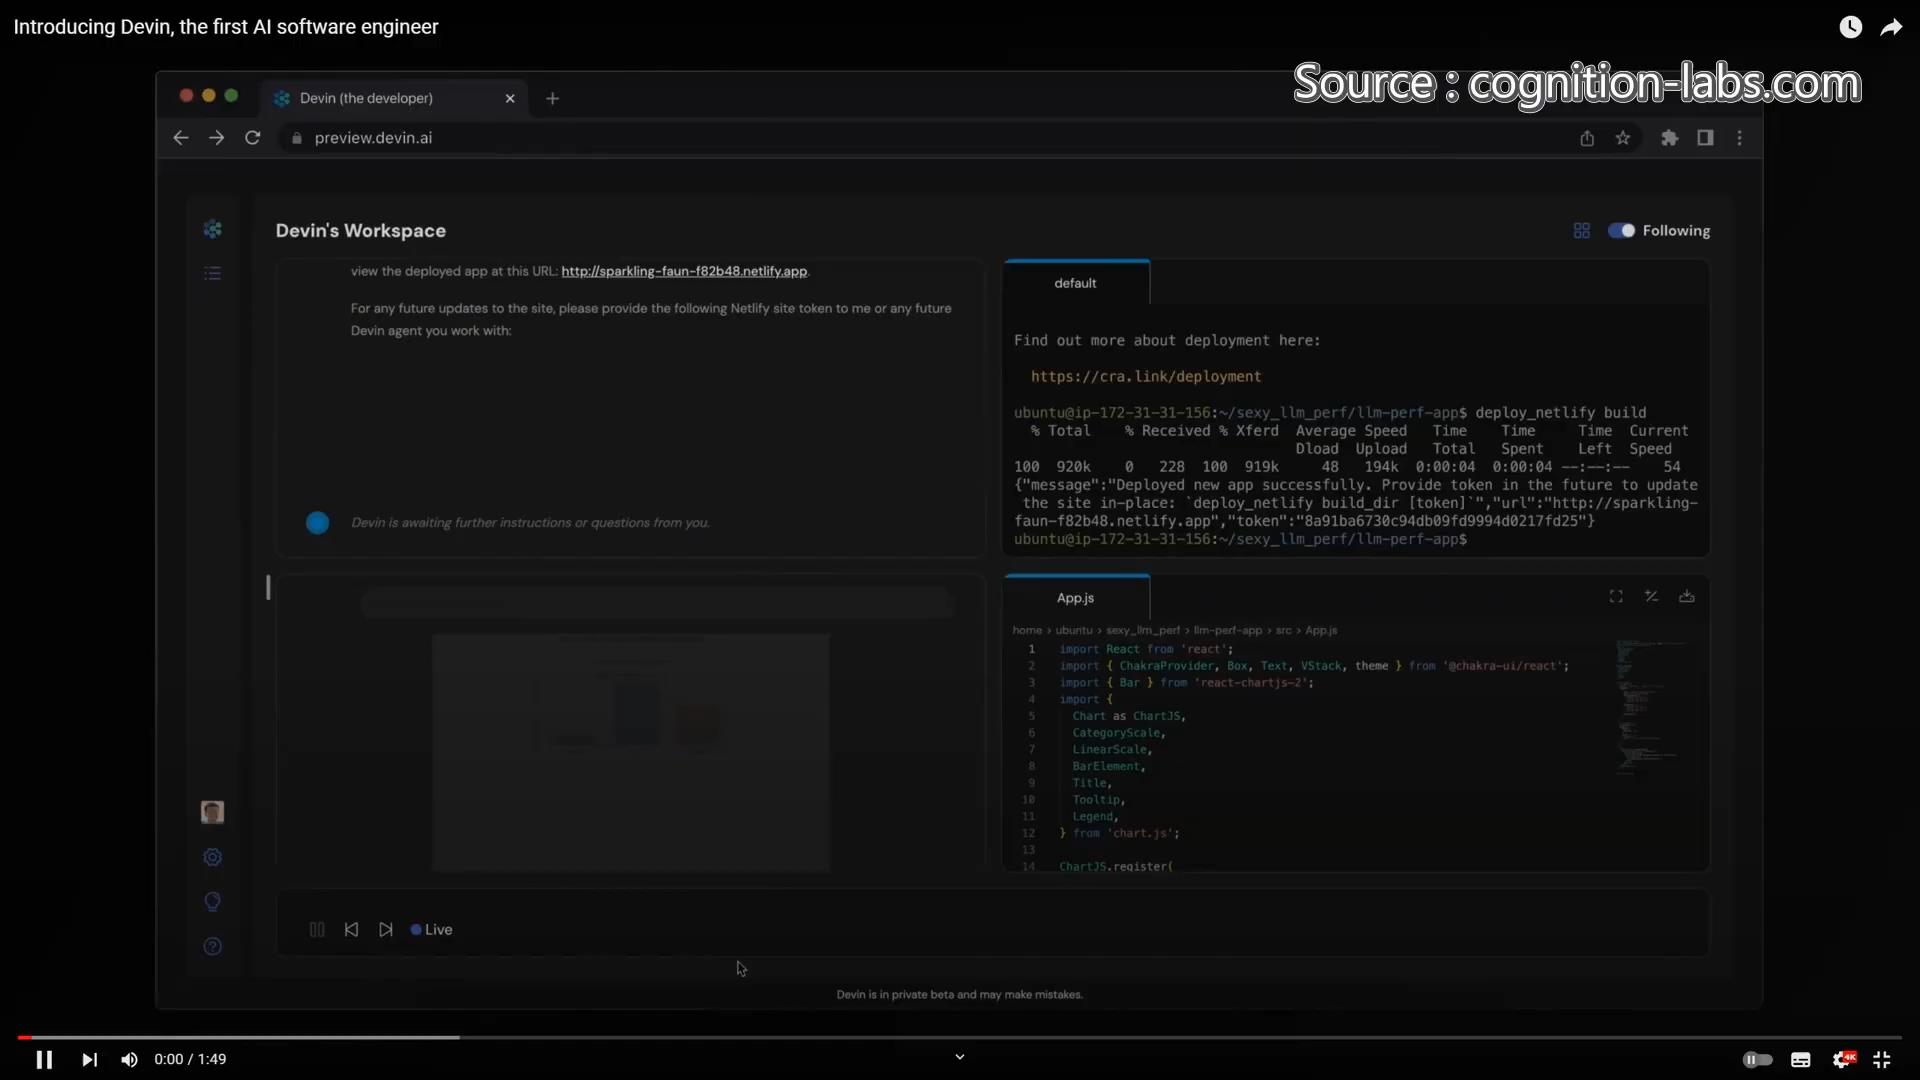 Introducing Devin, the first AI software engineer
Source : cognition-labs.com
Devin (the developer)
preview.devin.ai
Devin's Workspace
Following
view the deployed app at this URL: http://sparkling-faun-f82b48.netlify.app.
For any future updates to the site, please provide the following Netlify site token to me or any future
Devin agent you work with:
Devin is awaiting further instructions or questions from you.
default
Find out more about deployment here:
https://cra.link/deployment
ubuntu@ip-172-31-31-156:~/sexy_llm_perf/llm-perf-app$ deploy_netlify build
% Total % Received % Xferd Average Speed Time Time Time Current
Dload Upload Total Spent Left Speed
100 920k 0 228 100 919k 48 194k 0:00:04 0:00:04 --:--:-- 54
{"message":"Deployed new app successfully. Provide token in the future to update
the site in-place: `deploy_netlify build_dir [token]`","url":"http://sparkling-
faun-f82b48.netlify.app","token":"8a91ba6730c94db09fd9994d0217fd25"}
ubuntu@ip-172-31-31-156:~/sexy_llm_perf/llm-perf-app$
App.js
home > ubuntu > sexy_llm_perf > llm-perf-app > src > App.js
1 import React from 'react';
2 import { ChakraProvider, Box, Text, VStack, theme } from '@chakra-ui/react';
3 import { Bar } from 'react-chartjs-2';
4 import {
5 Chart as ChartJS,
6 CategoryScale,
7 LinearScale,
8 BarElement,
9 Title,
10 Tooltip,
11 Legend,
12 } from 'chart.js';
13
14 ChartJS.register(
Live
Devin is in private beta and may make mistakes.
0:00 / 1:49
4K